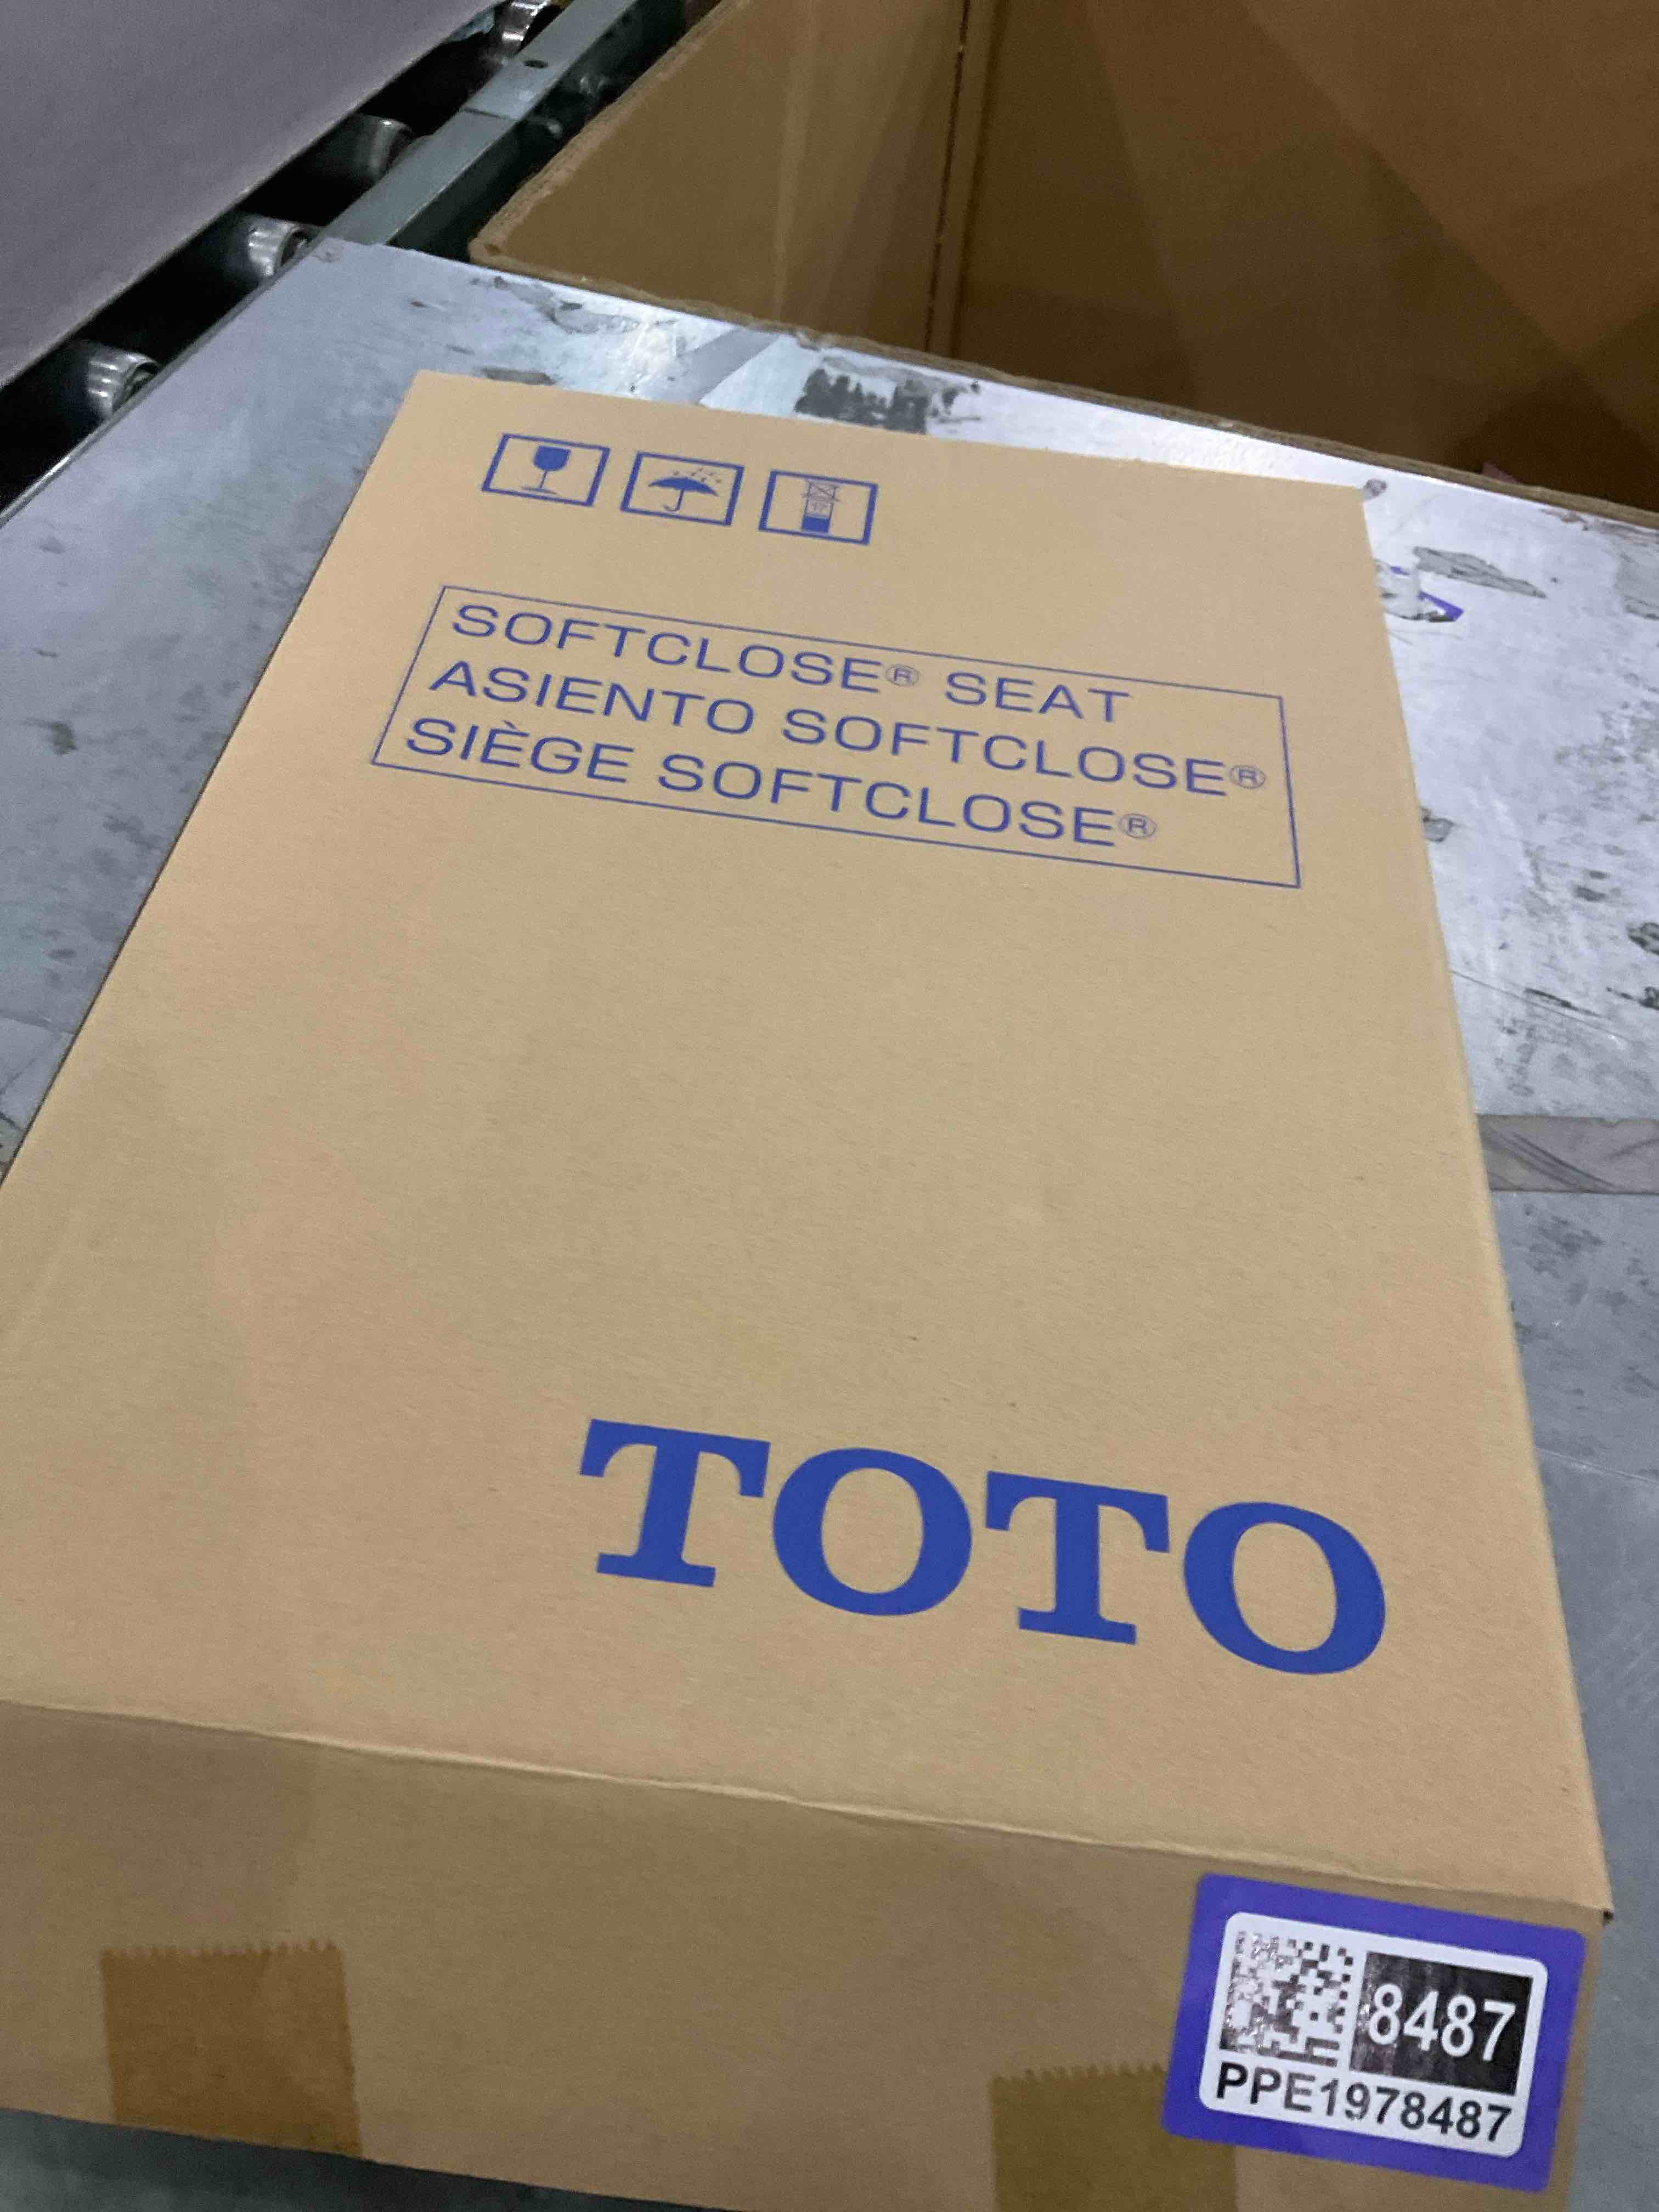 SOFTCLOSE® SEAT
ASIENTO SOFTCLOSE®
SIÈGE SOFTCLOSE®
TOTO
8487
PPE1978487